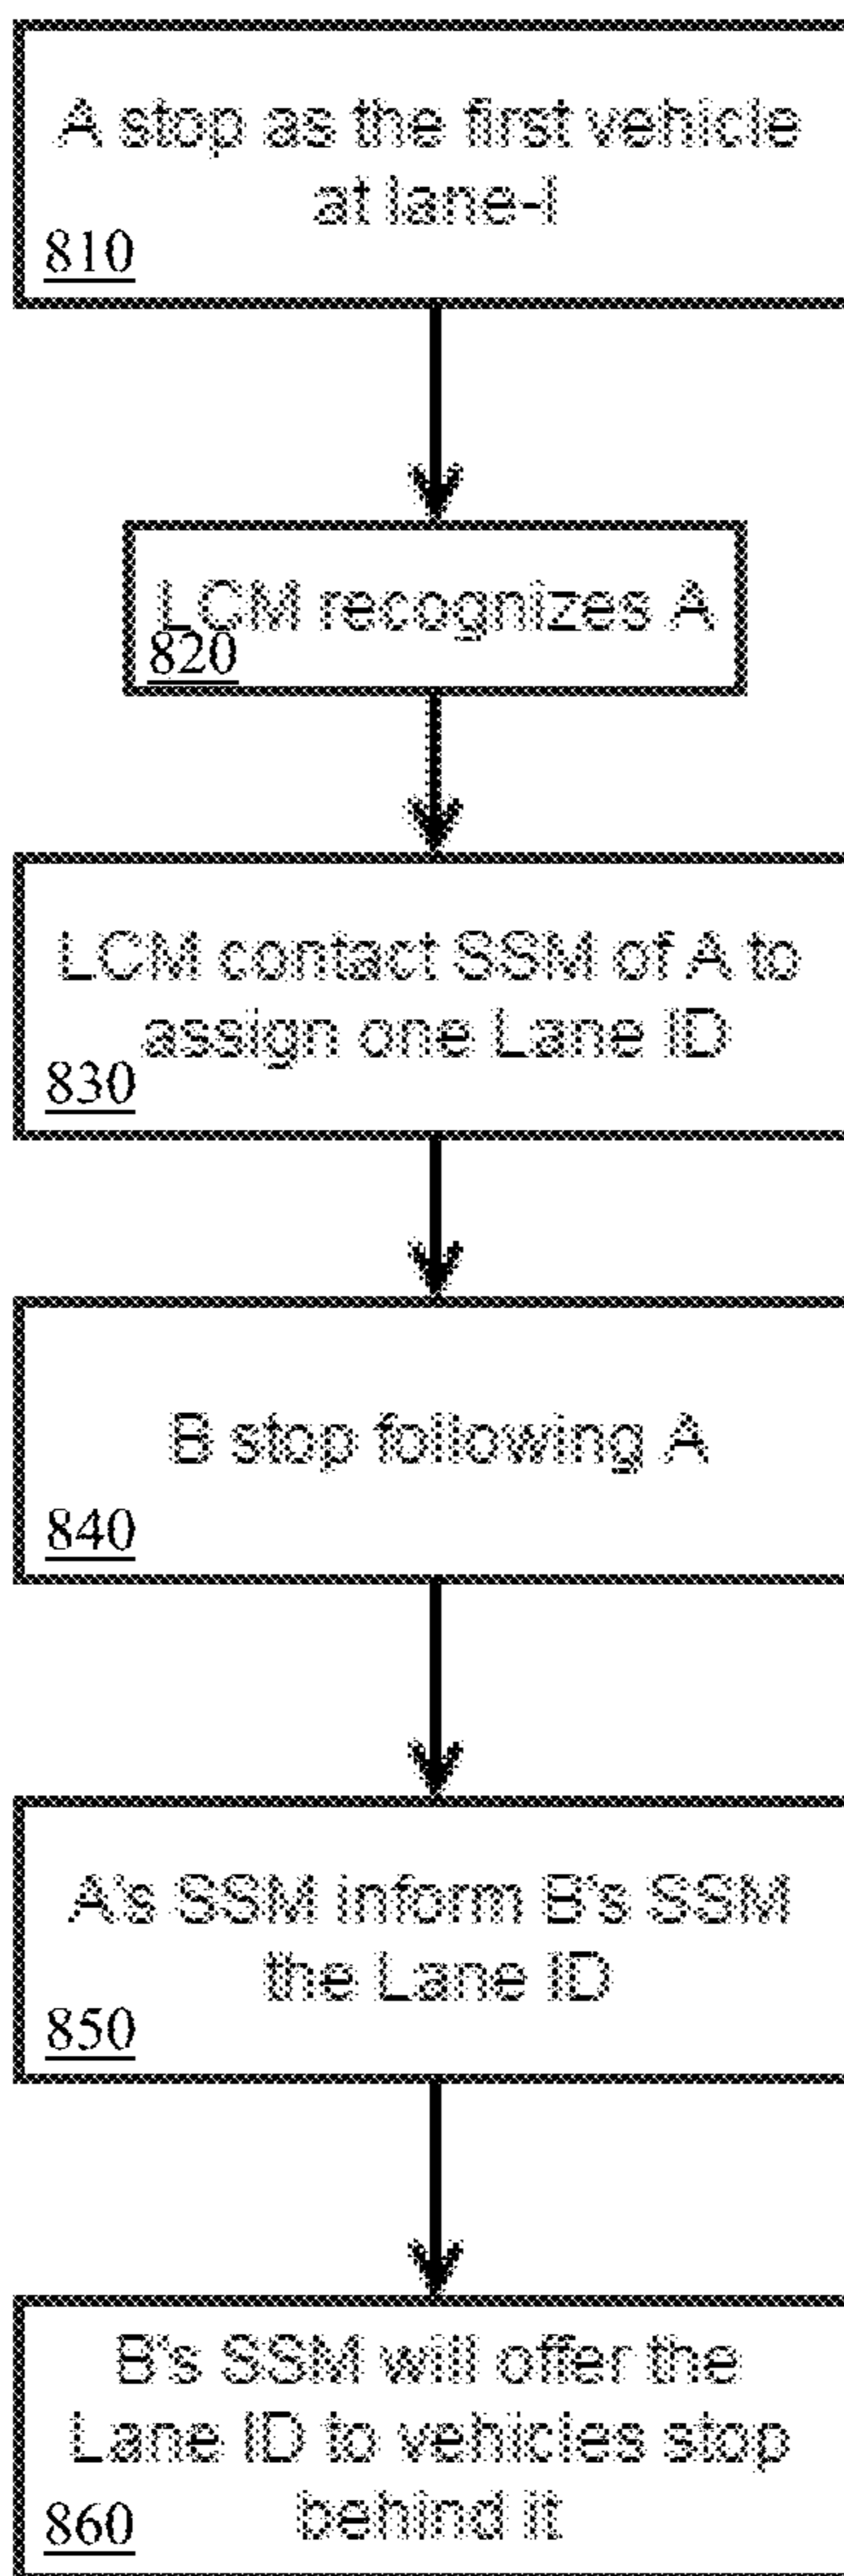 A stop as the first vehicle
at lane-I
810
LCM recognizes A
820
LCM contact SSM of A to
assign one Lane ID
830
B stop following A
840
A's SSM inform B's SSM
the Lane ID
850
B's SSM will offer the
Lane ID to vehicles stop
behind it
860